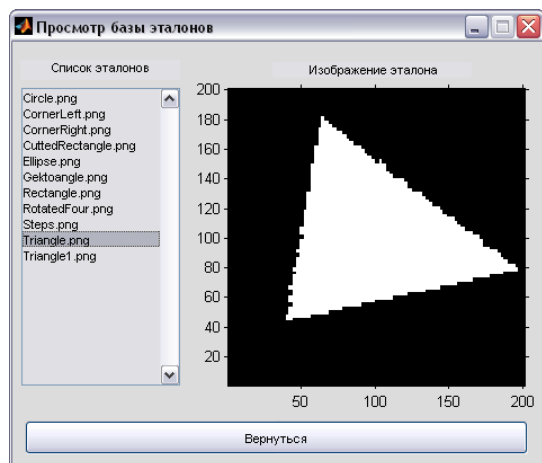 Просмотр базы эталонов
Список эталонов
Изображение эталона
Circle.png
CornerLeft.png
CornerRight.png
CuttedRectangle.png
Ellipse.png
Gektoangle.png
Rectangle.png
RotatedFour.png
Steps.png
Triangle.png
Triangle1.png
200
180
160
140
120
100
80
60
40
20
50 100 150 200
Вернуться